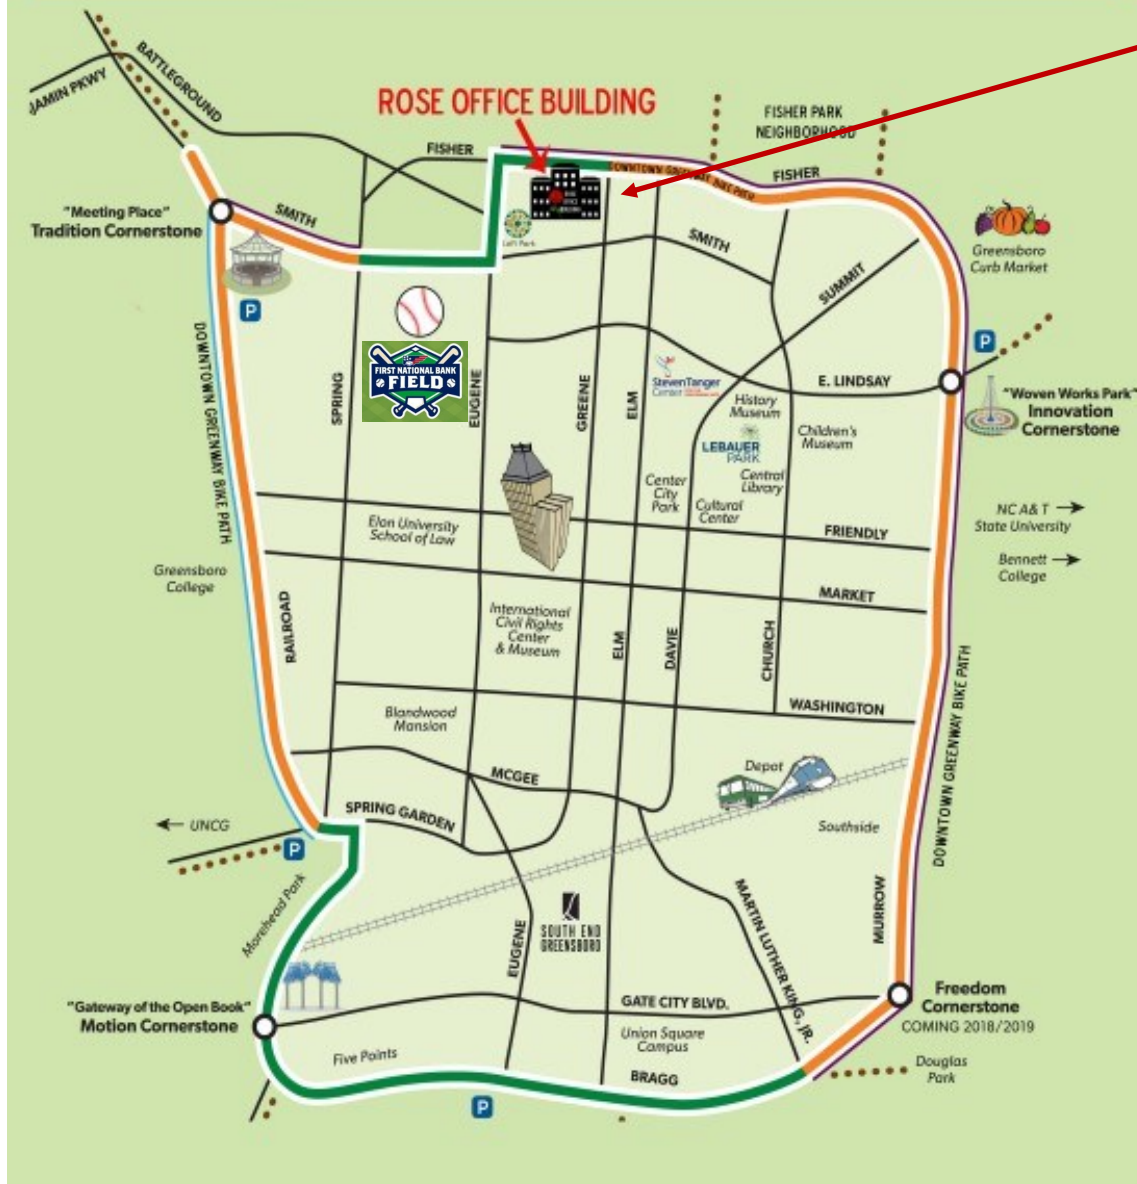 BATTLEGROUND
JAMIN PKWY
ROSE OFFICE BUILDING
FISHER PARK
NEIGHBORHOOD
FISHER
DOWNTOWN GREENWAY BIKE PATH
FISHER
"Meeting Place"
Tradition Cornerstone
SMITH
Loft Park
SMITH
Greensboro
Curb Market
SUMMIT
P
P
DOWNTOWN GREENWAY BIKE PATH
FIRST NATIONAL BANK
FIELD
SPRING
EUGENE
GREENE
ELM
Steven Tanger
Center
E. LINDSAY
History
Museum
"Woven Works Park"
Innovation
Cornerstone
LEBAUER
PARK
Children's
Museum
Central
Library
Center
City
Park
Cultural
Center
NC A & T
State University
Elon University
School of Law
FRIENDLY
Bennett
College
Greensboro
College
MARKET
RAILROAD
International
Civil Rights
Center
& Museum
ELM
DAVIE
CHURCH
WASHINGTON
DOWNTOWN GREENWAY BIKE PATH
Blandwood
Mansion
MCGEE
Depot
SPRING GARDEN
UNCG
P
Southside
Morehead Park
MURROW
MARTIN LUTHER KING, JR.
EUGENE
SOUTH END
GREENSBORO
"Gateway of the Open Book"
Motion Cornerstone
GATE CITY BLVD.
Freedom
Cornerstone
COMING 2018/2019
Union Square
Campus
Five Points
BRAGG
Douglas
Park
P